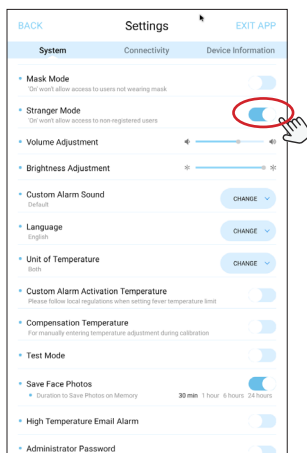 BACK Settings EXIT APP
System Connectivity Device Information
Mask Mode
'On' won't allow access to users not wearing mask
Stranger Mode
'On' won't allow access to non-registered users
Volume Adjustment
Brightness Adjustment
Custom Alarm Sound
Default
CHANGE
Language
English
CHANGE
Unit of Temperature
Both
CHANGE
Custom Alarm Activation Temperature
Please follow local regulations when setting fever temperature limit
Compensation Temperature
For manually entering temperature adjustment during calibration
Test Mode
Save Face Photos
Duration to Save Photos on Memory 30 min 1 hour 6 hours 24 hours
High Temperature Email Alarm
Administrator Password